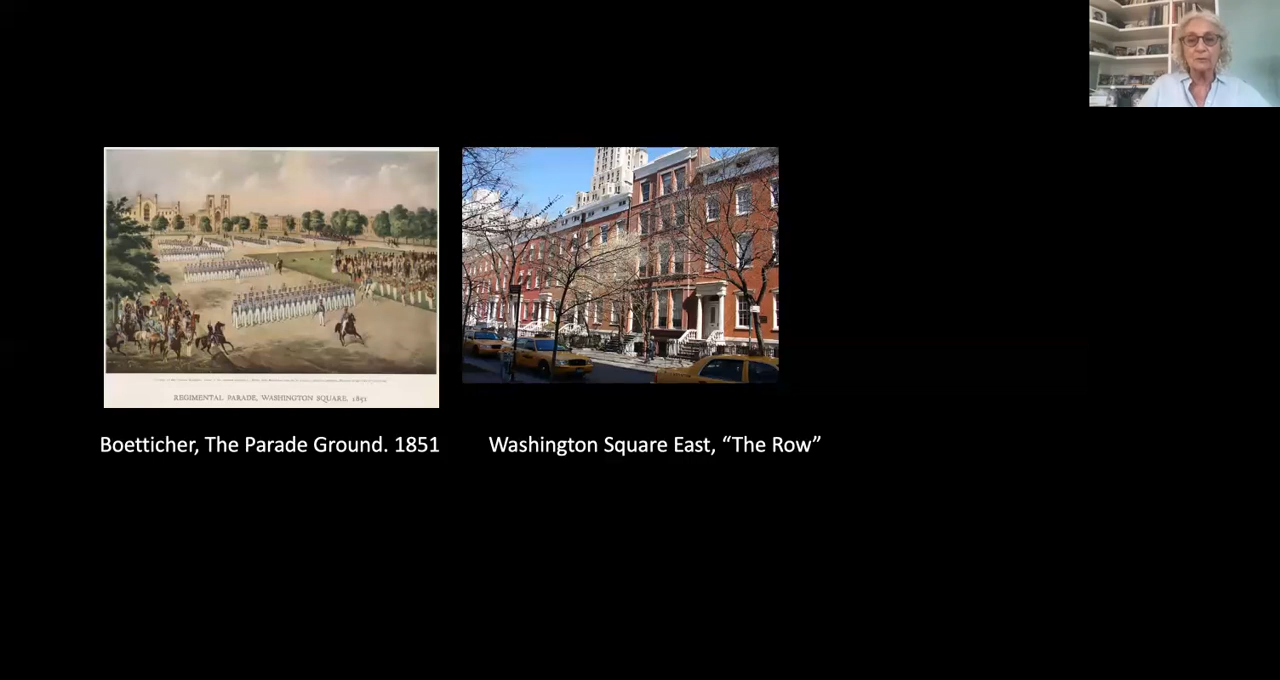 REGIMENTAL PARADE, WASHINGTON SQUARE, 1851
Boetticher, The Parade Ground. 1851
Washington Square East, “The Row”